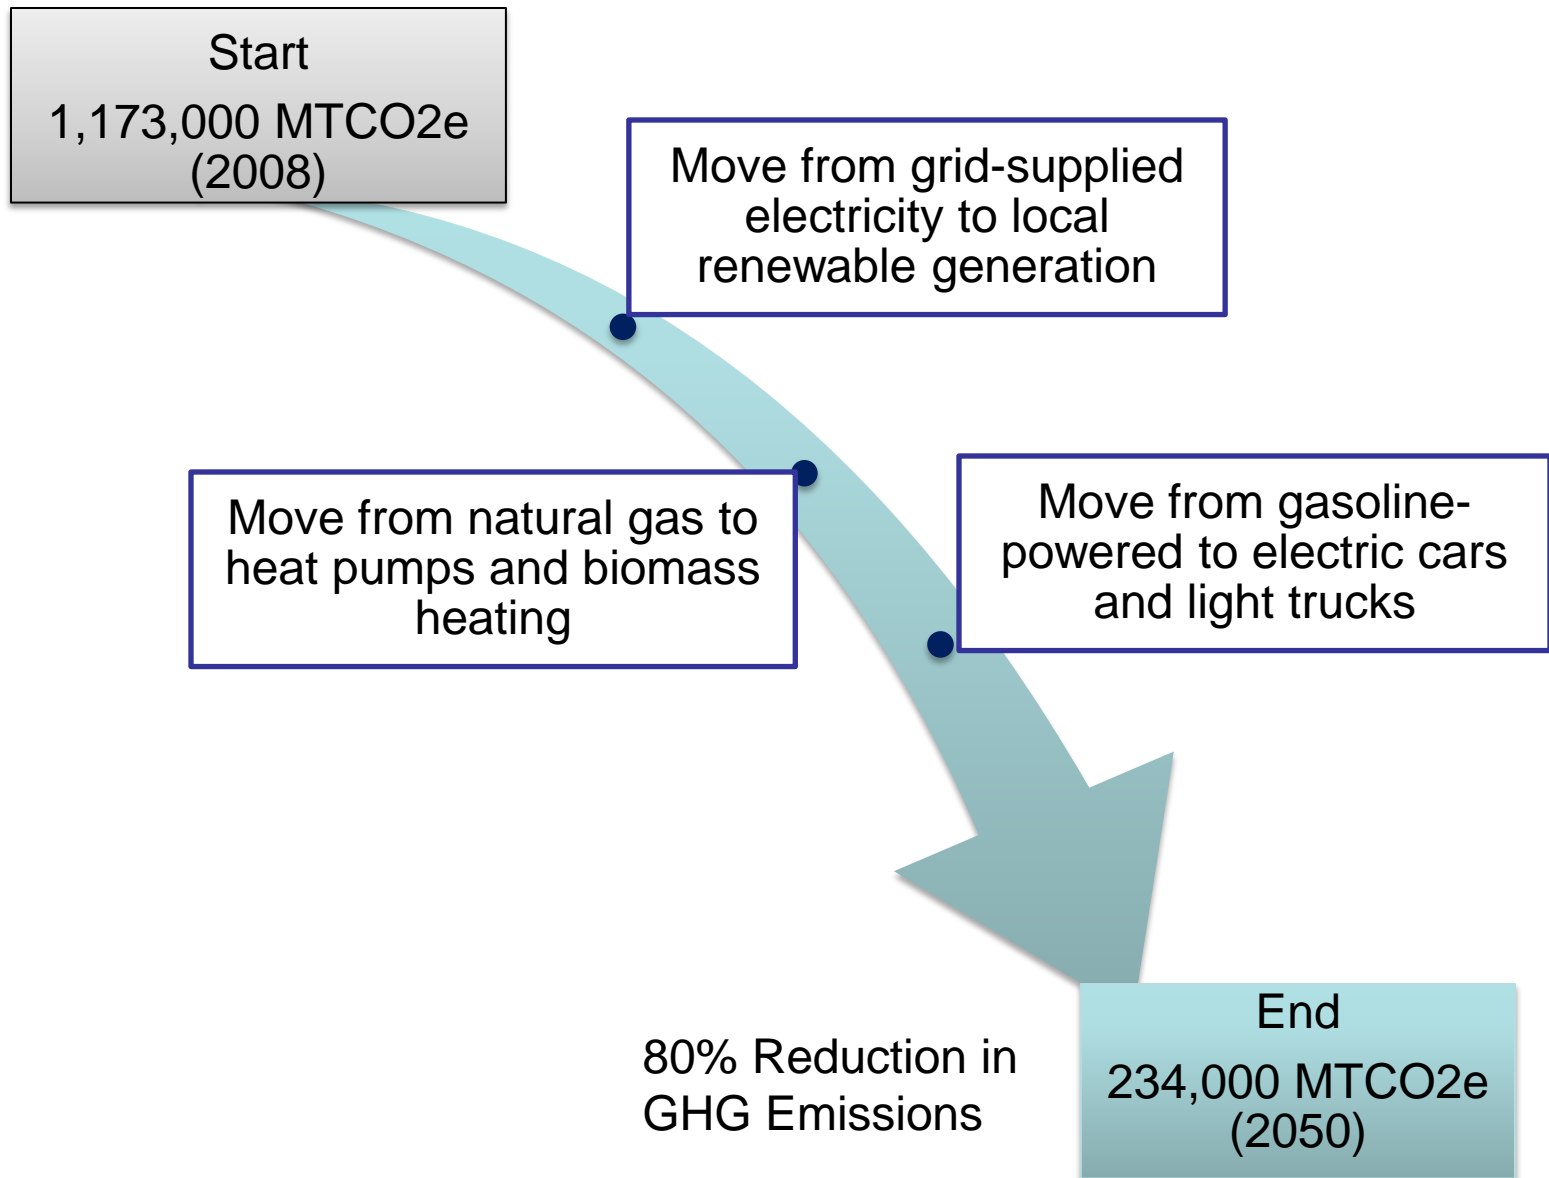 Start
1,173,000 MTCO2e
(2008)
Move from grid-supplied
electricity to local
renewable generation
Move from natural gas to
heat pumps and biomass
heating
Move from gasoline-
powered to electric cars
and light trucks
80% Reduction in
GHG Emissions
End
234,000 MTCO2e
(2050)